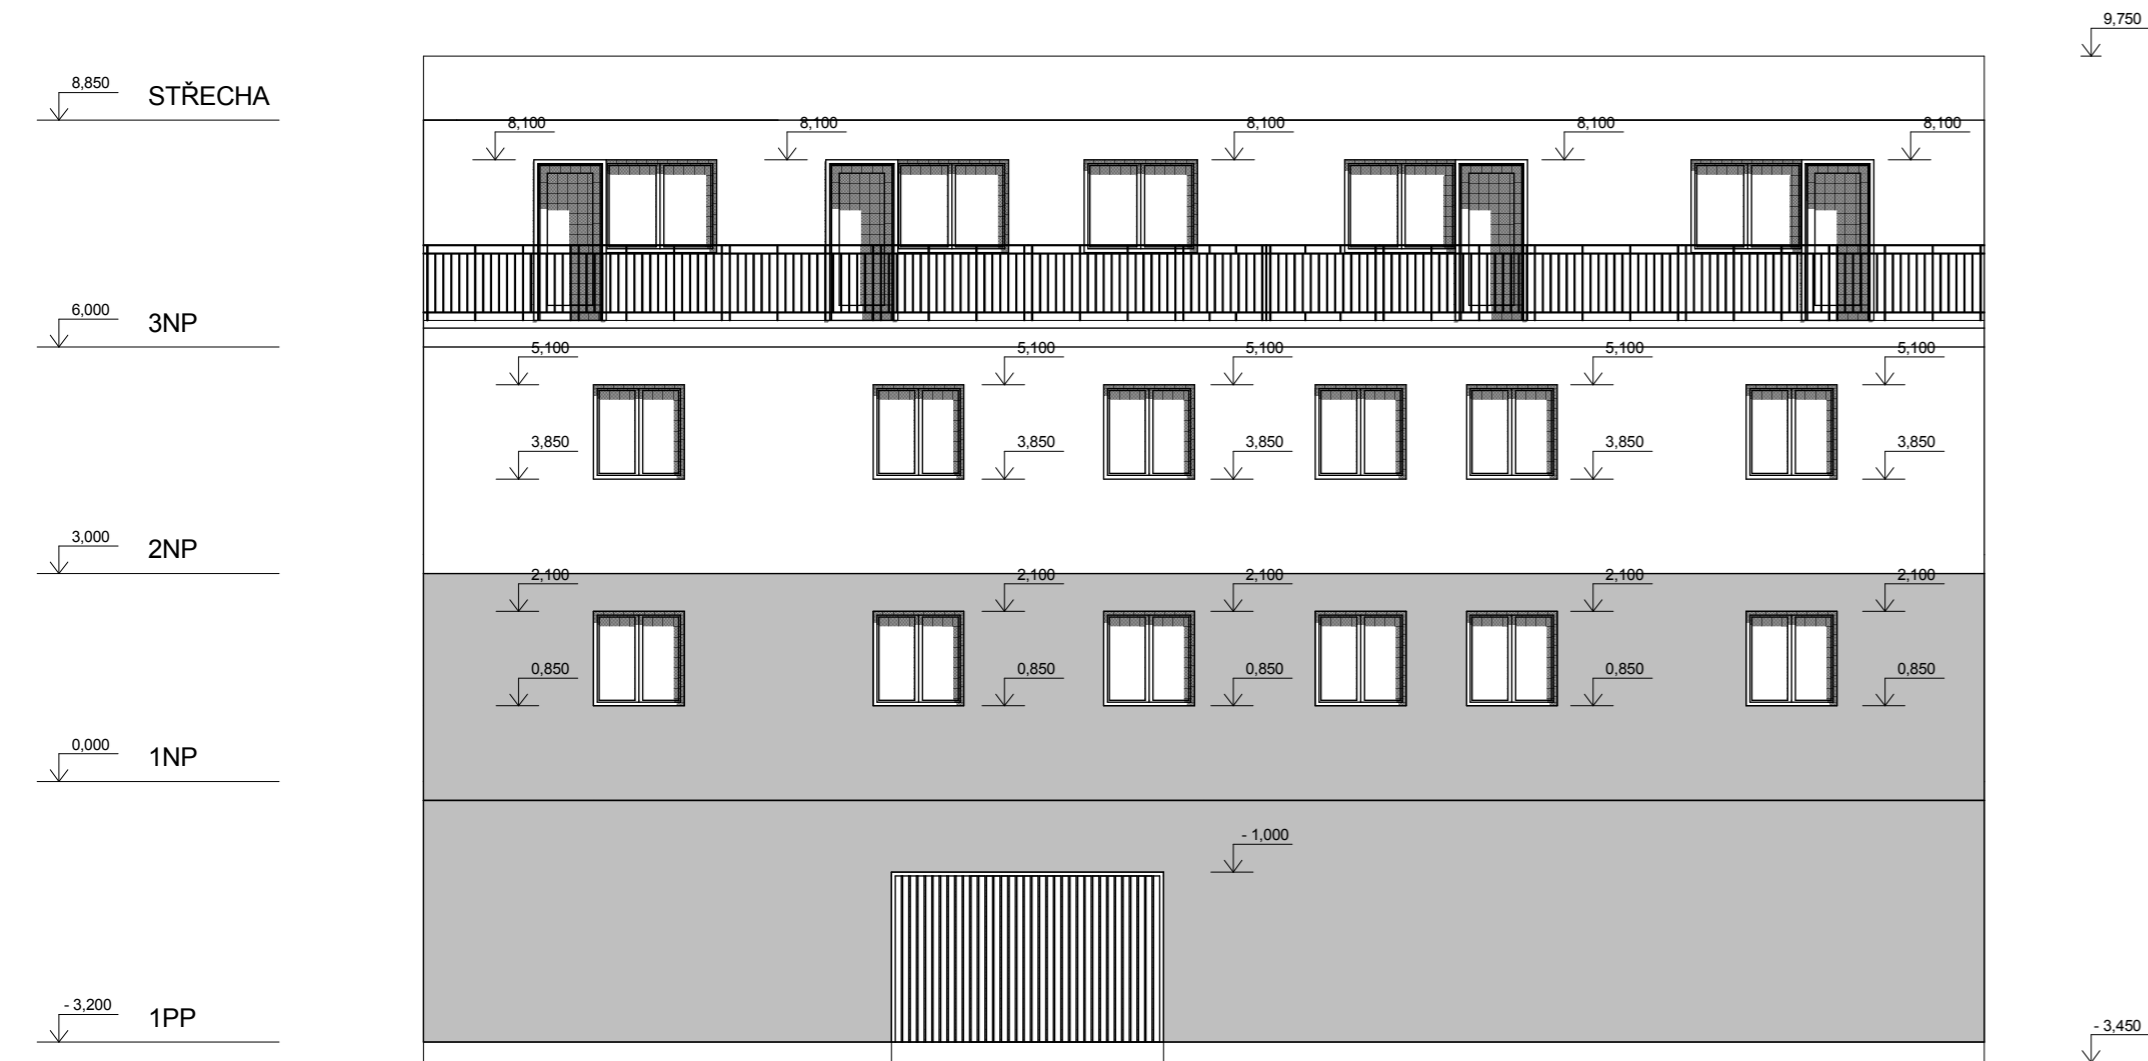 9,750
8,850 STŘECHA
8,100 8,100 8,100 8,100 8,100
6,000 3NP
5,100 5,100 5,100 5,100 5,100
3,850 3,850 3,850 3,850 3,850
3,000 2NP
2,100 2,100 2,100 2,100 2,100
0,850 0,850 0,850 0,850 0,850
0,000 1NP
- 1,000
- 3,200 1PP
- 3,450